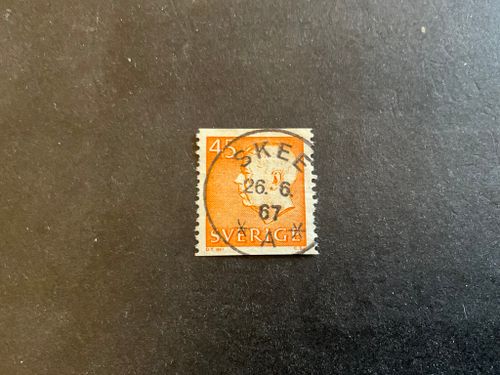 45
SKEE
26. 6.
67
* A *
SVERIGE